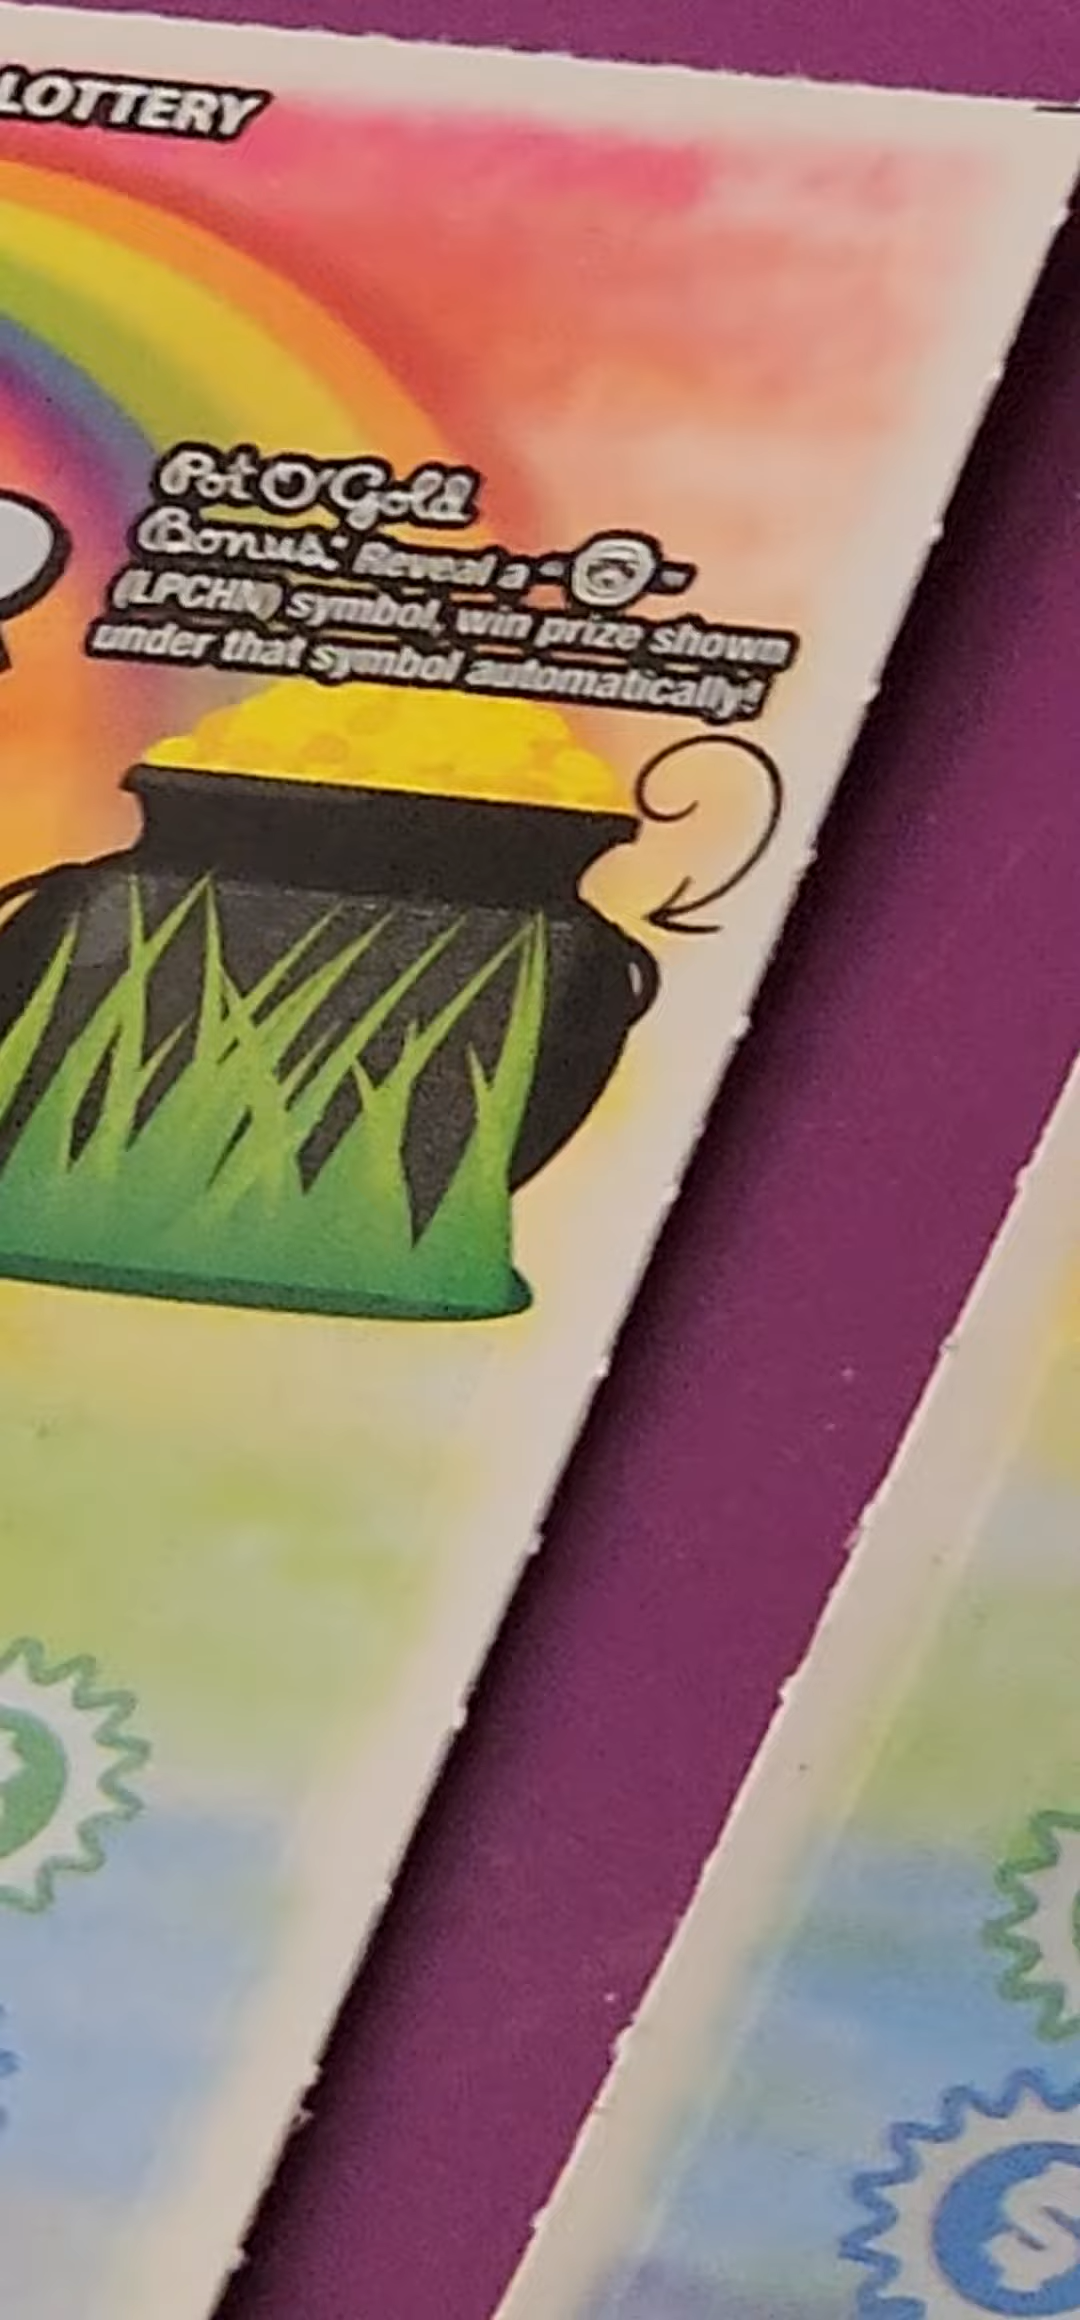 LOTTERY
Pot O'Gold
Bonus: Reveal a " "
(LPCHN) symbol, win prize shown
under that symbol automatically!
$